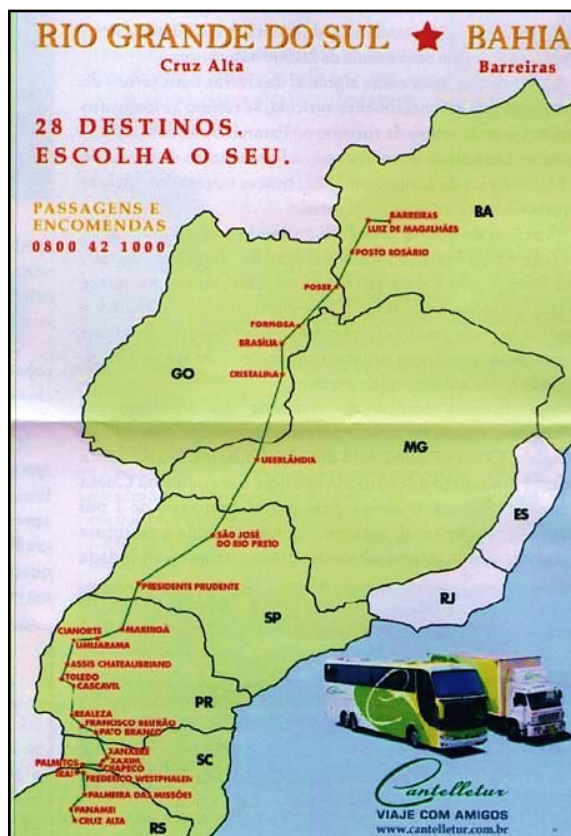 RIO GRANDE DO SUL ★ BAHIA
Cruz Alta
Barreiras
28 DESTINOS.
ESCOLHA O SEU.
PASSAGENS E
ENCOMENDAS
0800 42 1000
BA
BARREIRAS
LUIZ DE MAGALHÃES
POSTO ROSÁRIO
POSSE
FORMOSA
BRASÍLIA
CRISTALINA
GO
MG
UBERLÂNDIA
ES
SÃO JOSÉ
DO RIO PRETO
PRESIDENTE PRUDENTE
RJ
SP
CIANORTE
MARINGÁ
UMUARAMA
ASSIS CHATEAUBRIAND
TOLEDO
CASCAVEL
PR
REALEZA
FRANCISCO BELTRÃO
PATO BRANCO
SC
XANXERÊ
XAXIM
PALMITOS
CHAPECÓ
IRAÍ
FREDERICO WESTPHALEN
PALMEIRA DAS MISSÕES
PANAMEI
CRUZ ALTA
RS
Cantelletur
VIAJE COM AMIGOS
www.cantelletur.com.br